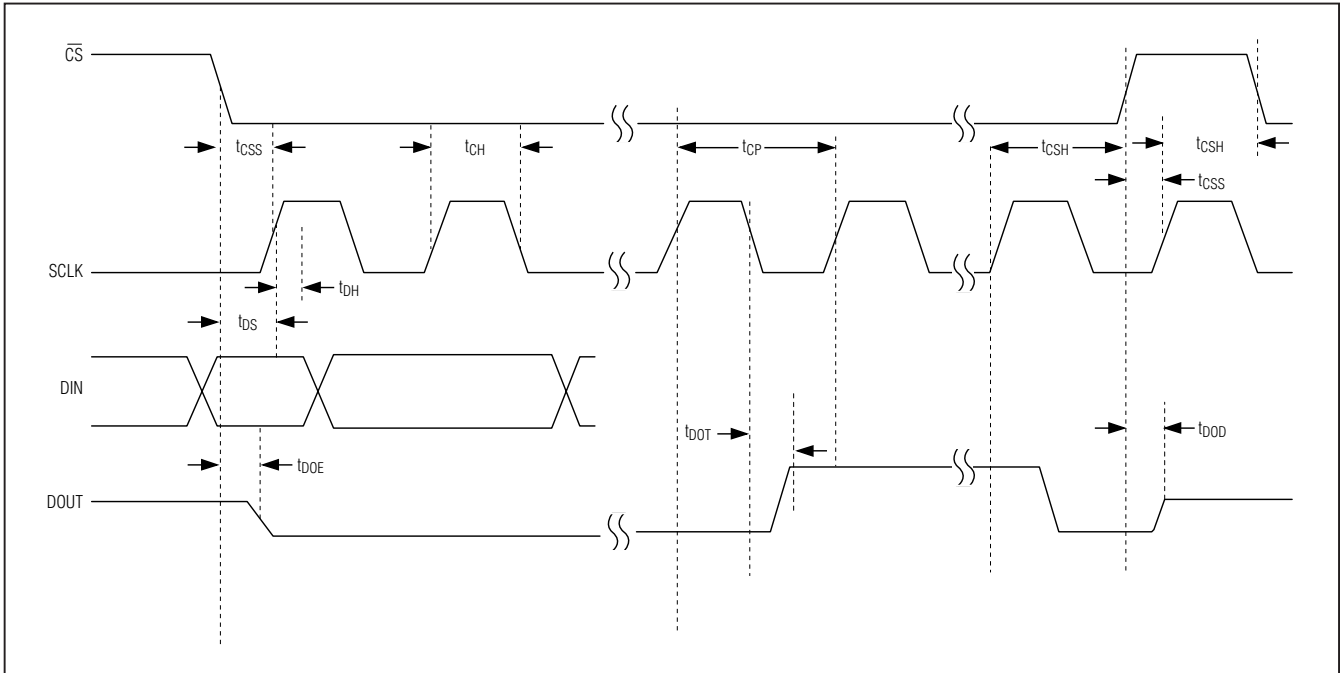 CS
tCSS
tCH
tCP
tCSH
tCSH
tCSS
SCLK
tDH
tDS
DIN
tDOT
tDOD
tDOE
DOUT